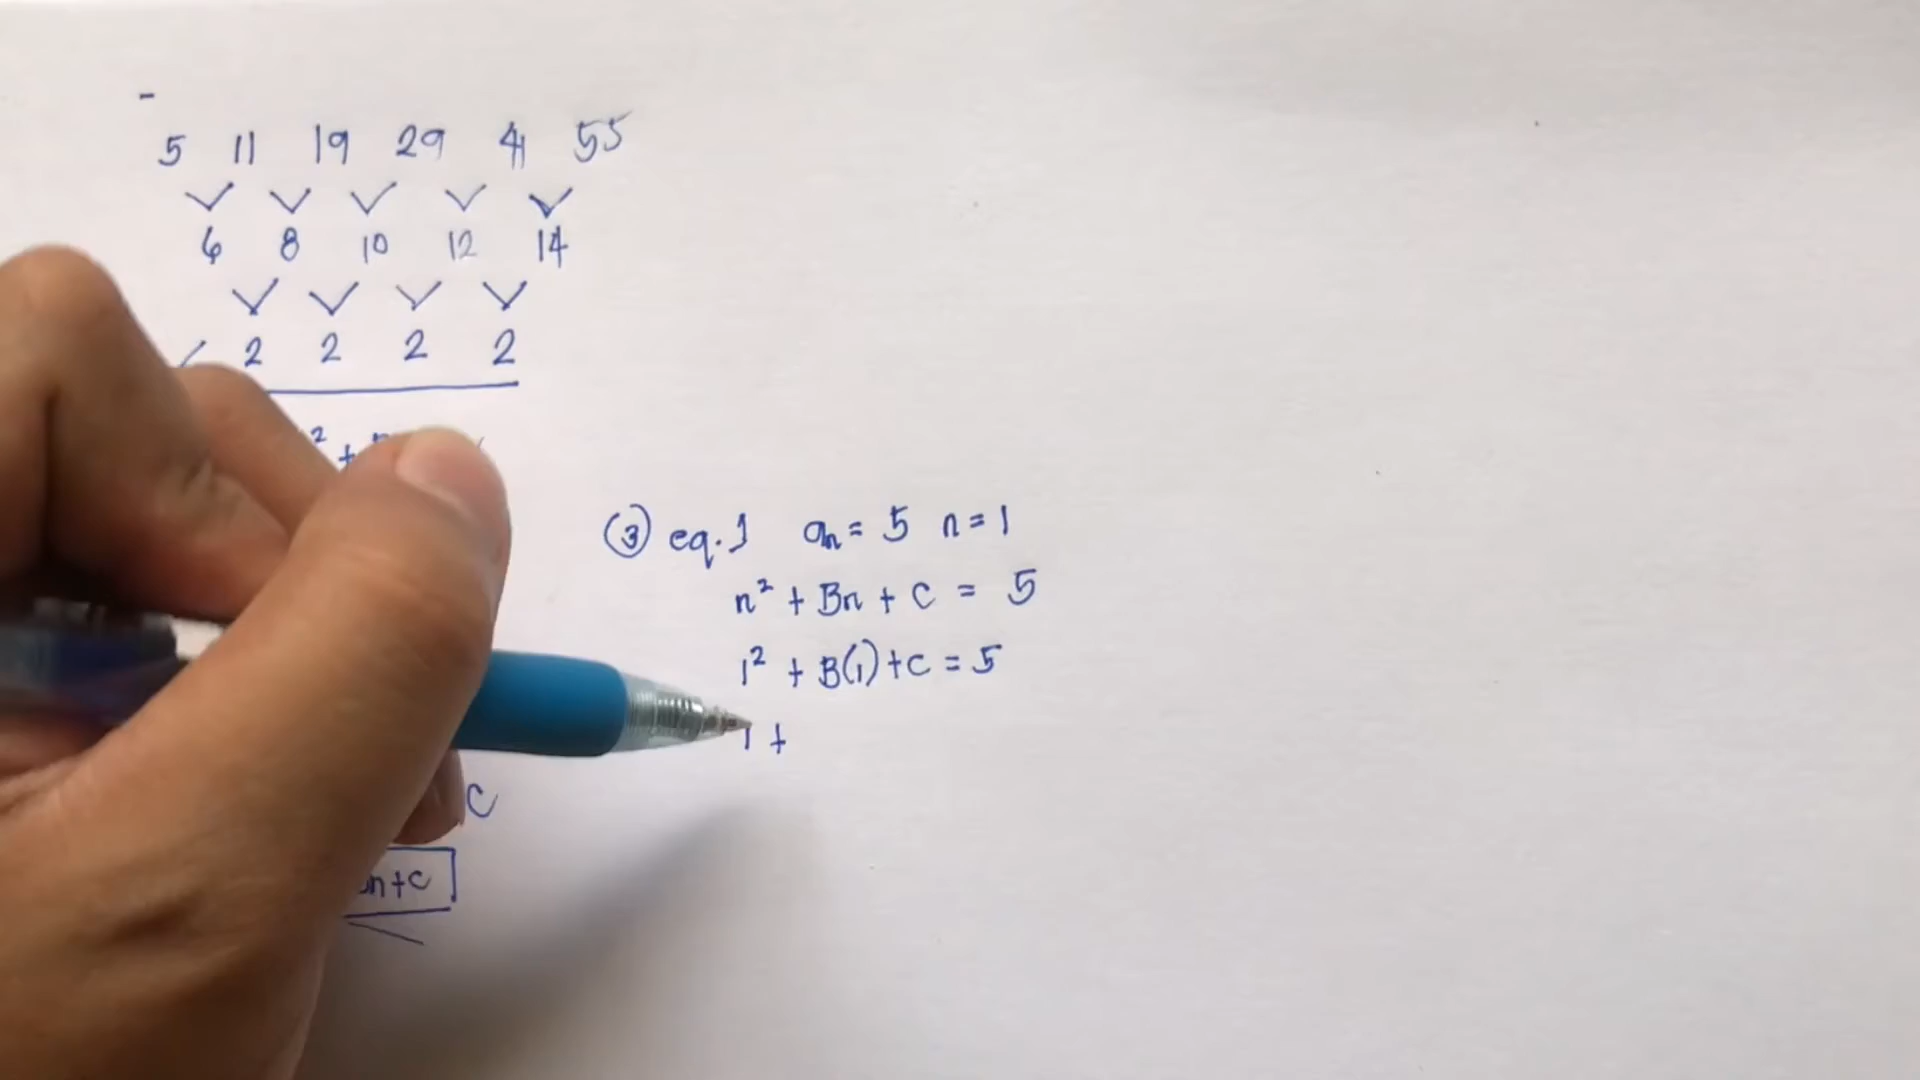 5 11 19 29 41 55
6 8 10 12 14
2 2 2 2
2 +
C
n+c
③ eq. 1 an = 5 n = 1
n² + Bn + C = 5
1² + B(1) + C = 5
1 +